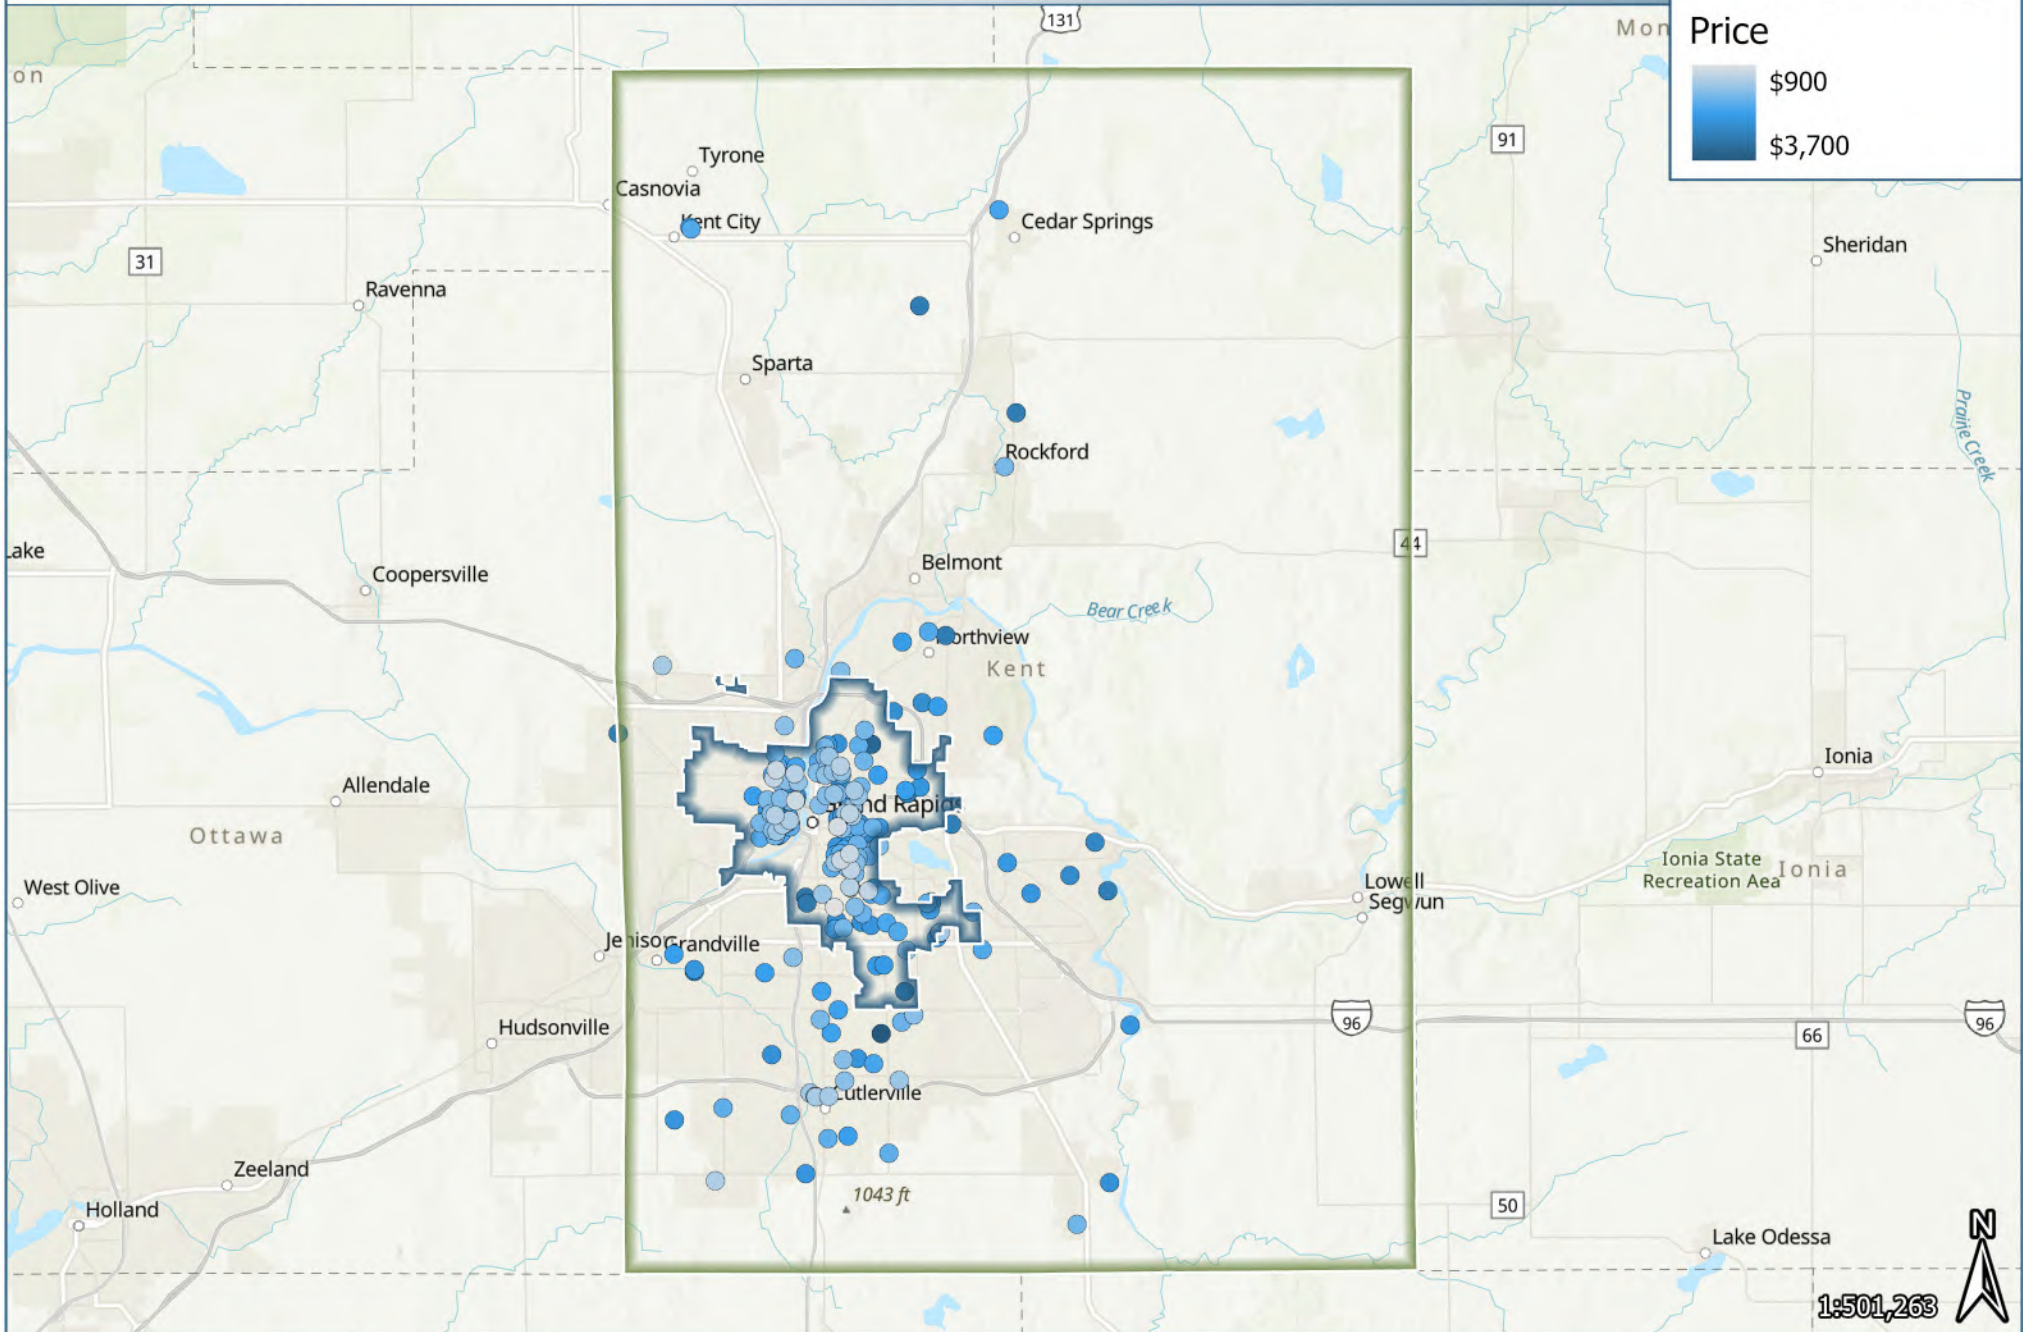 131
Mon
Price
$900
$3,700
on
91
Tyrone
Casnovia
Kent City
Cedar Springs
Sheridan
31
Ravenna
Sparta
Prairie Creek
Rockford
44
Lake
Belmont
Coopersville
Bear Creek
Northview
Kent
Ionia
Allendale
Grand Rapids
Ottawa
Ionia State
Recreation Aea
Ionia
West Olive
Lowell
Segwun
Jenison
Grandville
Hudsonville
96
96
66
Cutlerville
Zeeland
1043 ft
Holland
50
N
Lake Odessa
1:501,263